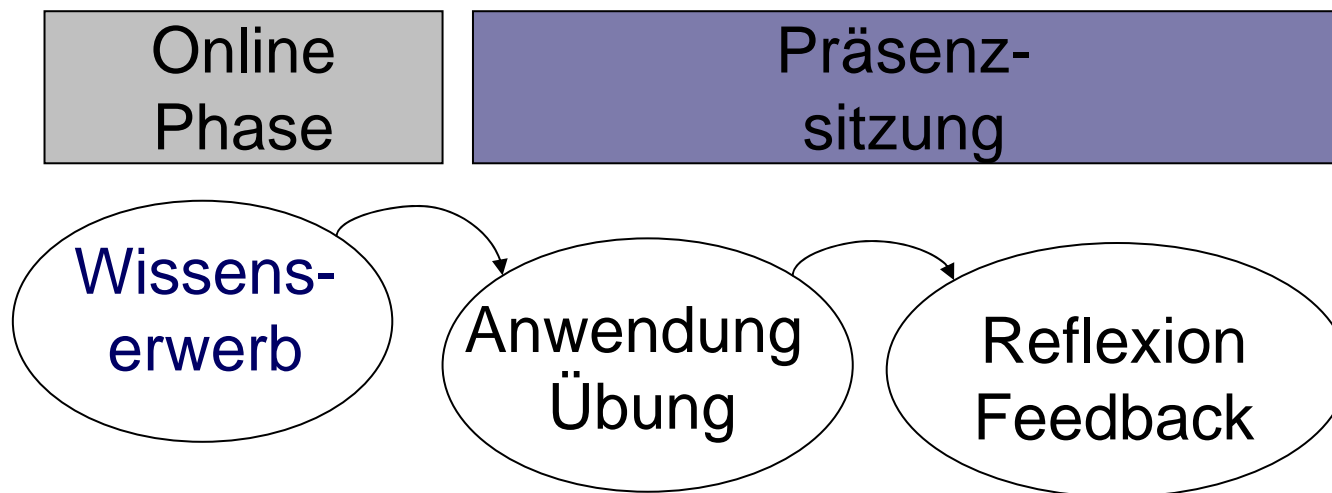 Online
Phase
Präsenz-
sitzung
Wissens-
erwerb
Anwendung
Übung
Reflexion
Feedback